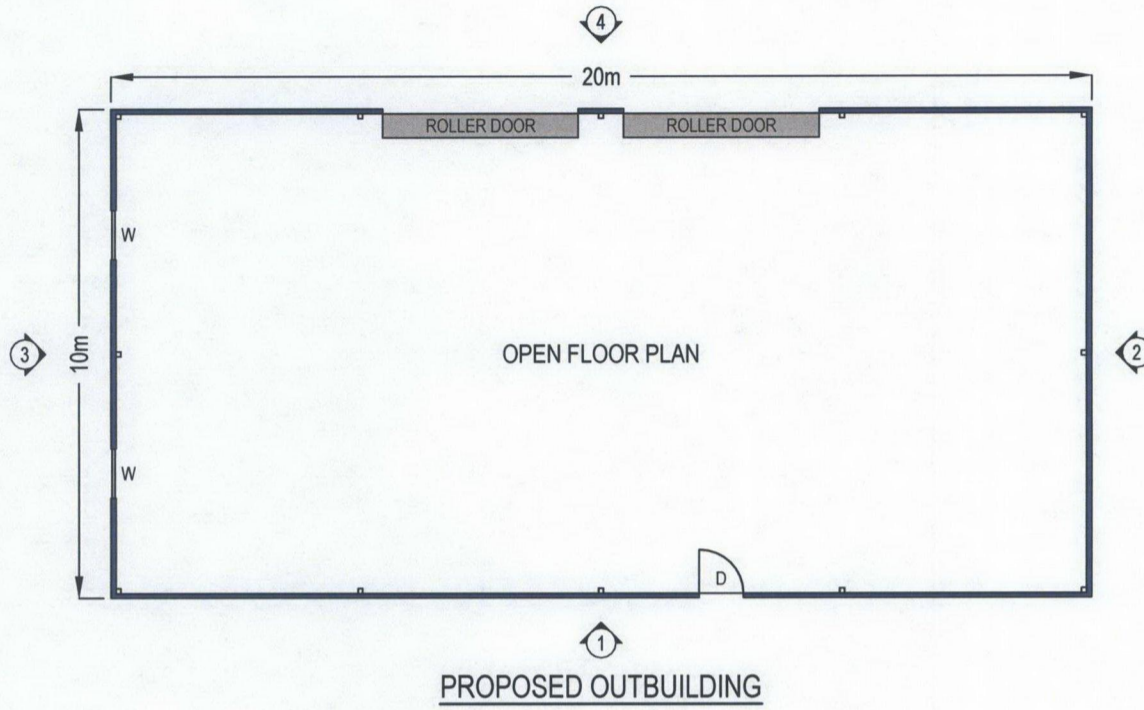 4
20m
ROLLER DOOR
ROLLER DOOR
W
3
10m
OPEN FLOOR PLAN
2
W
D
1
PROPOSED OUTBUILDING